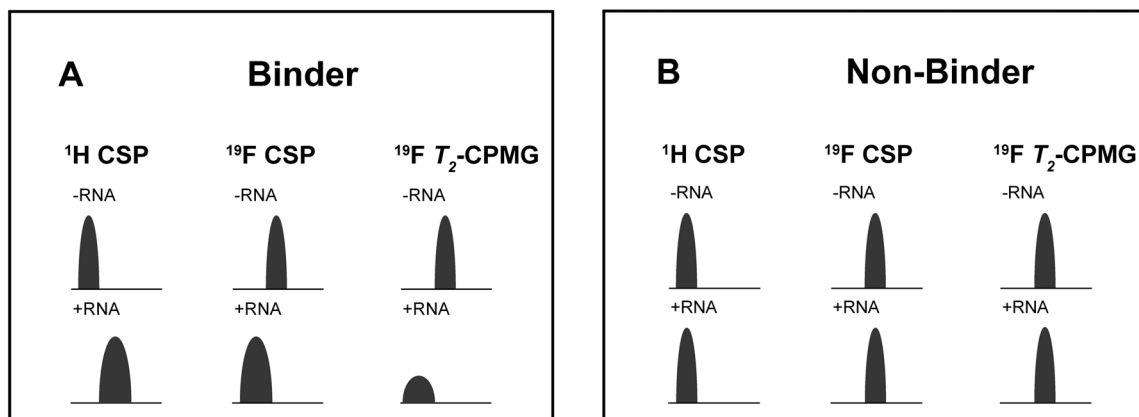 A Binder
¹H CSP ¹⁹F CSP ¹⁹F T₂-CPMG
-RNA -RNA -RNA
+RNA +RNA +RNA
B Non-Binder
¹H CSP ¹⁹F CSP ¹⁹F T₂-CPMG
-RNA -RNA -RNA
+RNA +RNA +RNA